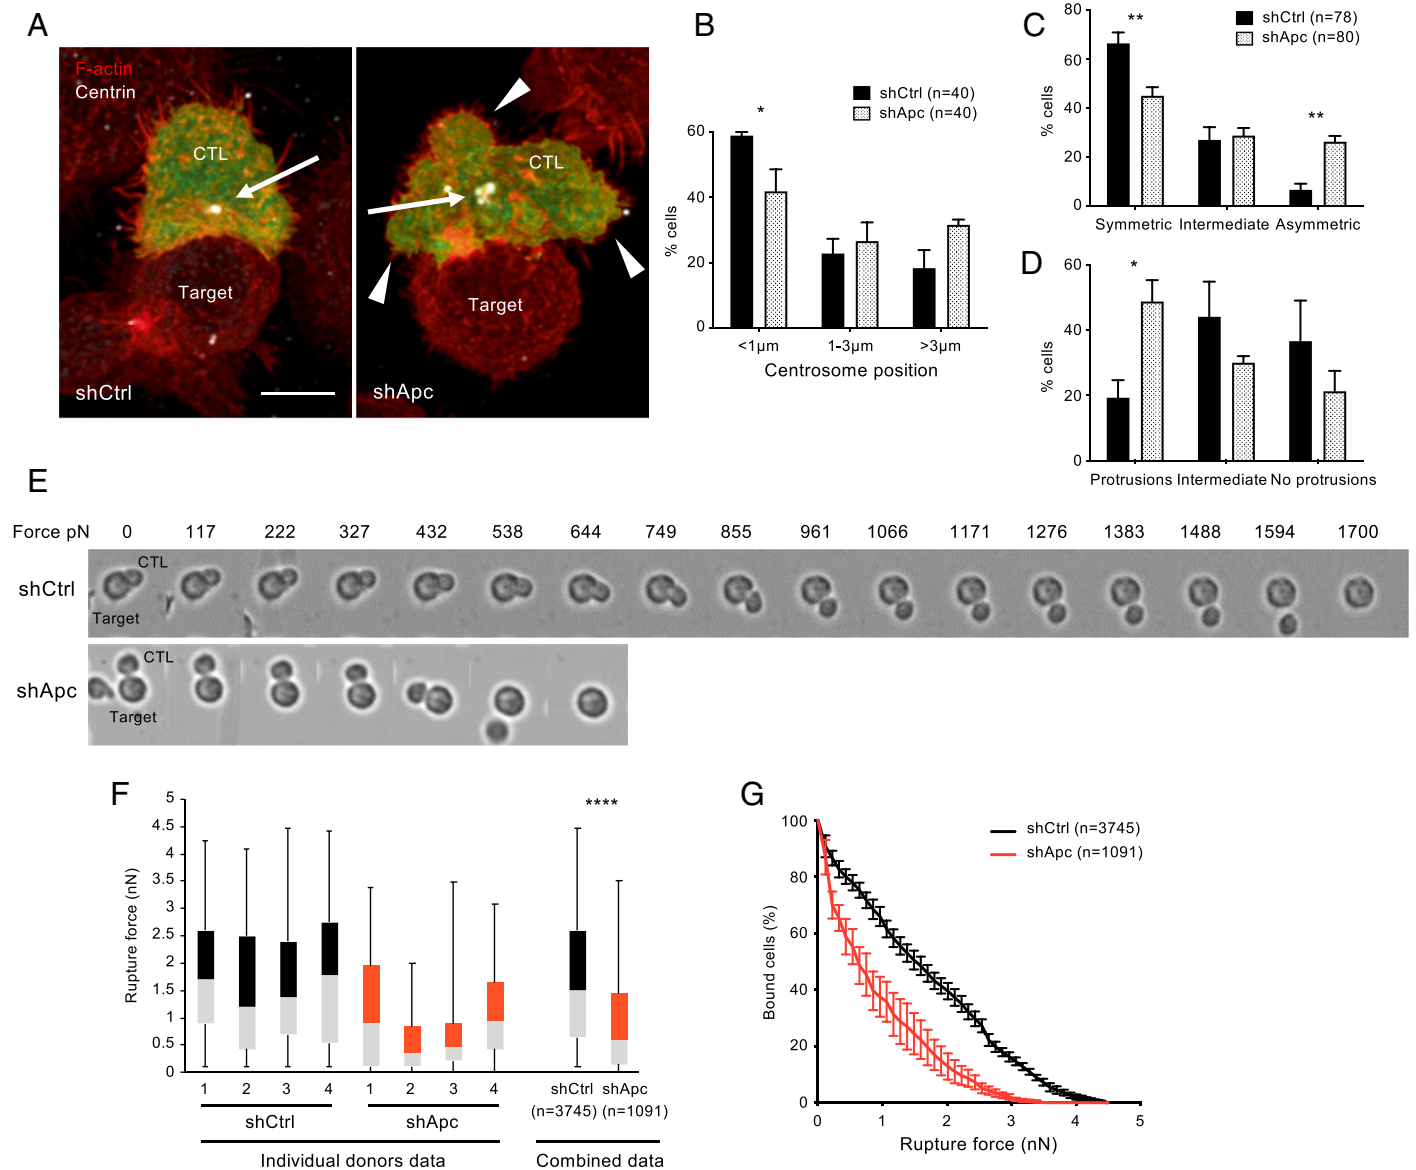 A
F-actin
Centrin
CTL
Target
shCtrl
CTL
Target
shApc
B
shCtrl (n=40)
shApc (n=40)
*
% cells
60
40
20
0
<1µm
1-3µm
>3µm
Centrosome position
C
shCtrl (n=78)
shApc (n=80)
**
**
% cells
80
60
40
20
0
Symmetric Intermediate Asymmetric
D
*
% cells
60
40
20
0
Protrusions Intermediate No protrusions
E
Force pN 0 117 222 327 432 538 644 749 855 961 1066 1171 1276 1383 1488 1594 1700
shCtrl
CTL
Target
shApc
CTL
Target
F
Rupture force (nN)
5
4.5
4
3.5
3
2.5
2
1.5
1
0.5
0
****
1 2 3 4 1 2 3 4
shCtrl
shApc
Individual donors data
shCtrl shApc
(n=3745) (n=1091)
Combined data
G
shCtrl (n=3745)
shApc (n=1091)
Bound cells (%)
100
80
60
40
20
0
0 1 2 3 4 5
Rupture force (nN)